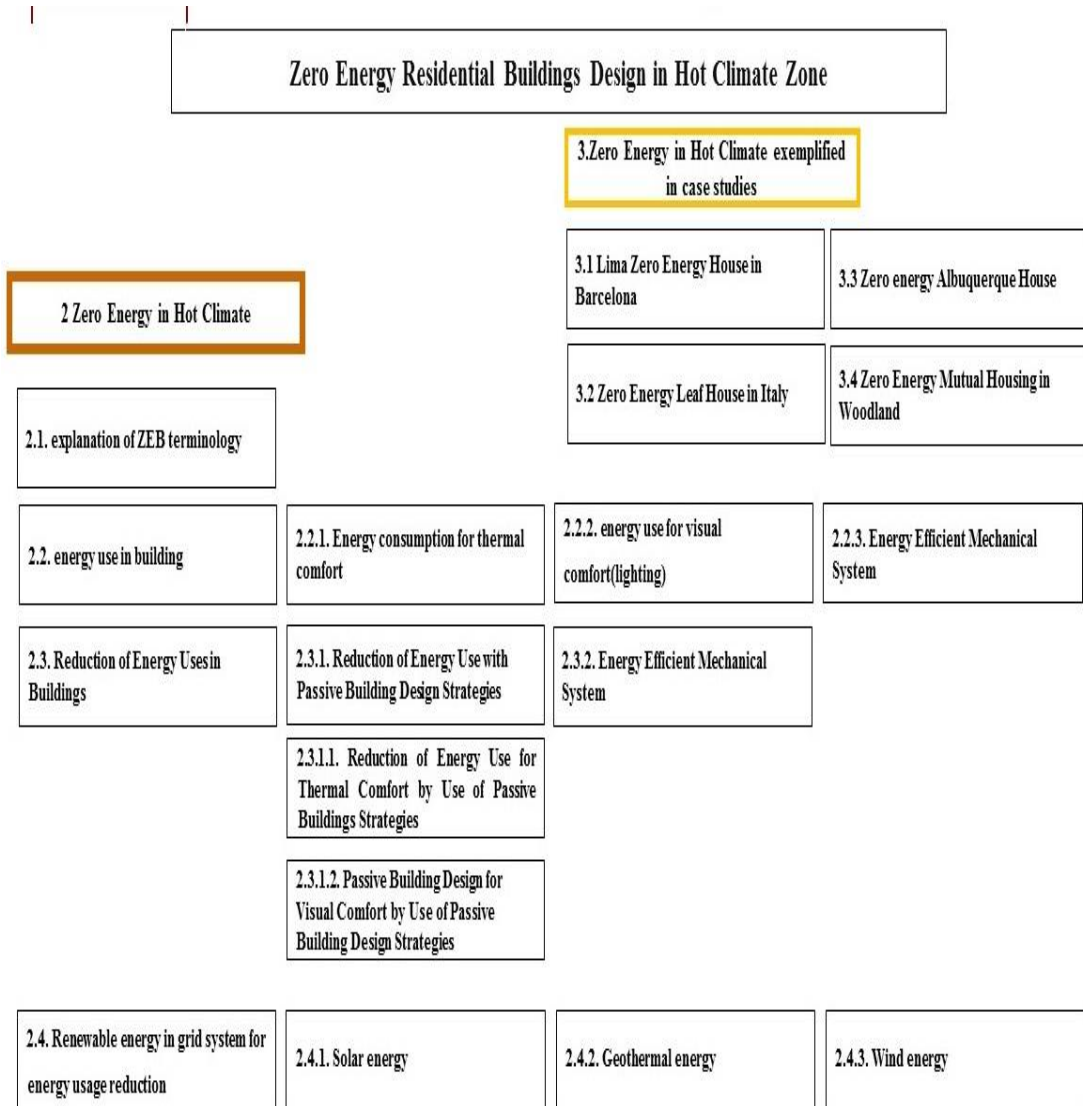 Zero Energy Residential Buildings Design in Hot Climate Zone
3.Zero Energy in Hot Climate exemplified
in case studies
3.1 Lima Zero Energy House in
Barcelona
3.3 Zero energy Albuquerque House
2 Zero Energy in Hot Climate
3.2 Zero Energy Leaf House in Italy
3.4 Zero Energy Mutual Housing in
Woodland
2.1. explanation of ZEB terminology
2.2. energy use in building
2.2.1. Energy consumption for thermal
comfort
2.2.2. energy use for visual
comfort(lighting)
2.2.3. Energy Efficient Mechanical
System
2.3. Reduction of Energy Uses in
Buildings
2.3.1. Reduction of Energy Use with
Passive Building Design Strategies
2.3.2. Energy Efficient Mechanical
System
2.3.1.1. Reduction of Energy Use for
Thermal Comfort by Use of Passive
Buildings Strategies
2.3.1.2. Passive Building Design for
Visual Comfort by Use of Passive
Building Design Strategies
2.4. Renewable energy in grid system for
energy usage reduction
2.4.1. Solar energy
2.4.2. Geothermal energy
2.4.3. Wind energy